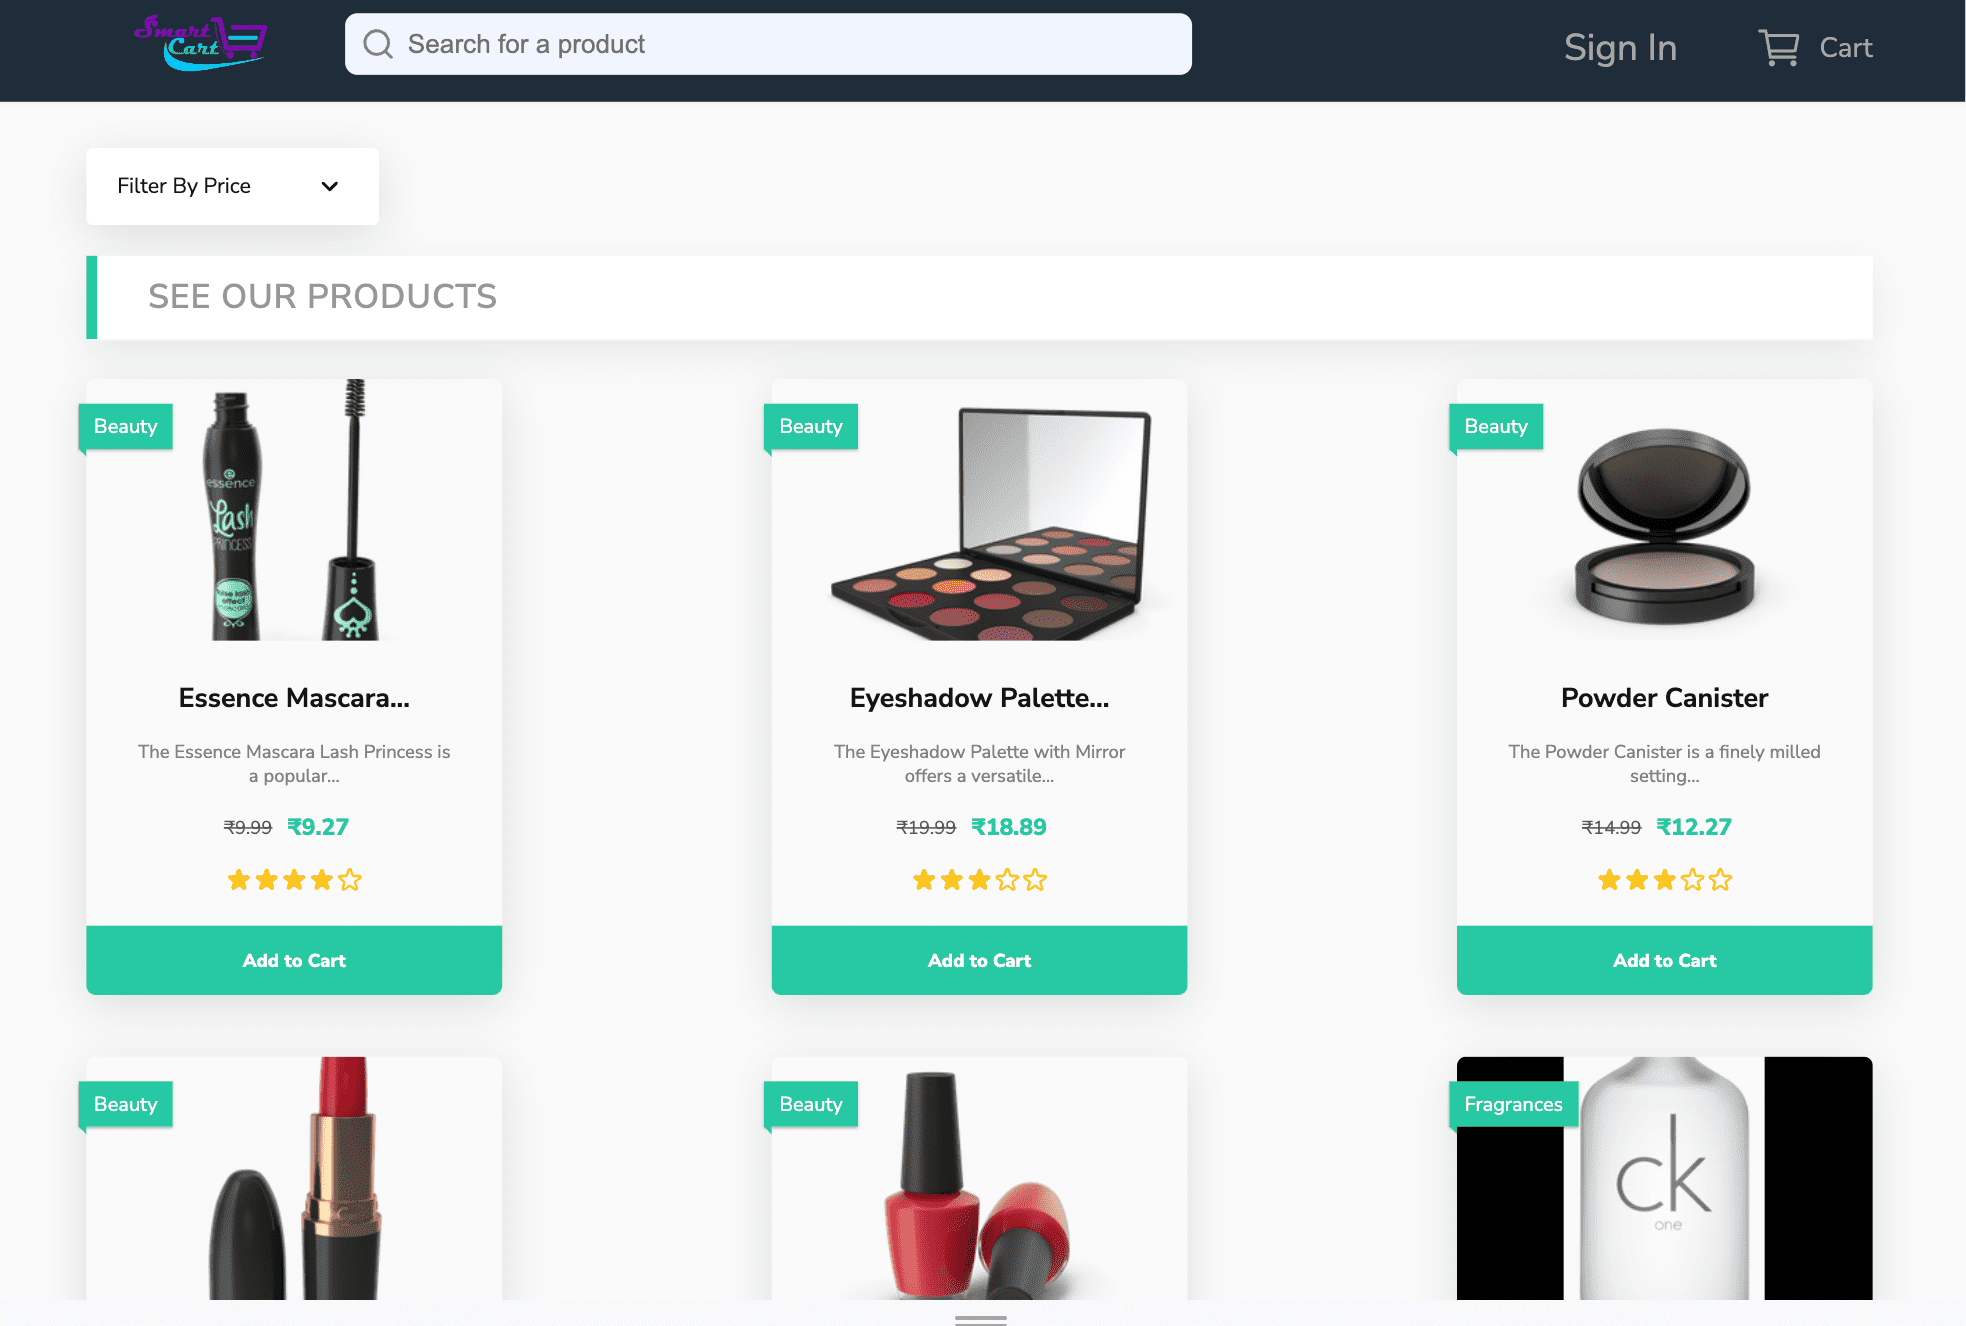 Smart
Cart
Search for a product
Sign In
Cart
Filter By Price
SEE OUR PRODUCTS
Beauty
essence
Lash
PRINCESS
Essence Mascara...
The Essence Mascara Lash Princess is
a popular...
₹9.99 ₹9.27
Add to Cart
Beauty
Eyeshadow Palette...
The Eyeshadow Palette with Mirror
offers a versatile...
₹19.99 ₹18.89
Add to Cart
Beauty
Powder Canister
The Powder Canister is a finely milled
setting...
₹14.99 ₹12.27
Add to Cart
Beauty
Beauty
Fragrances
ck
one